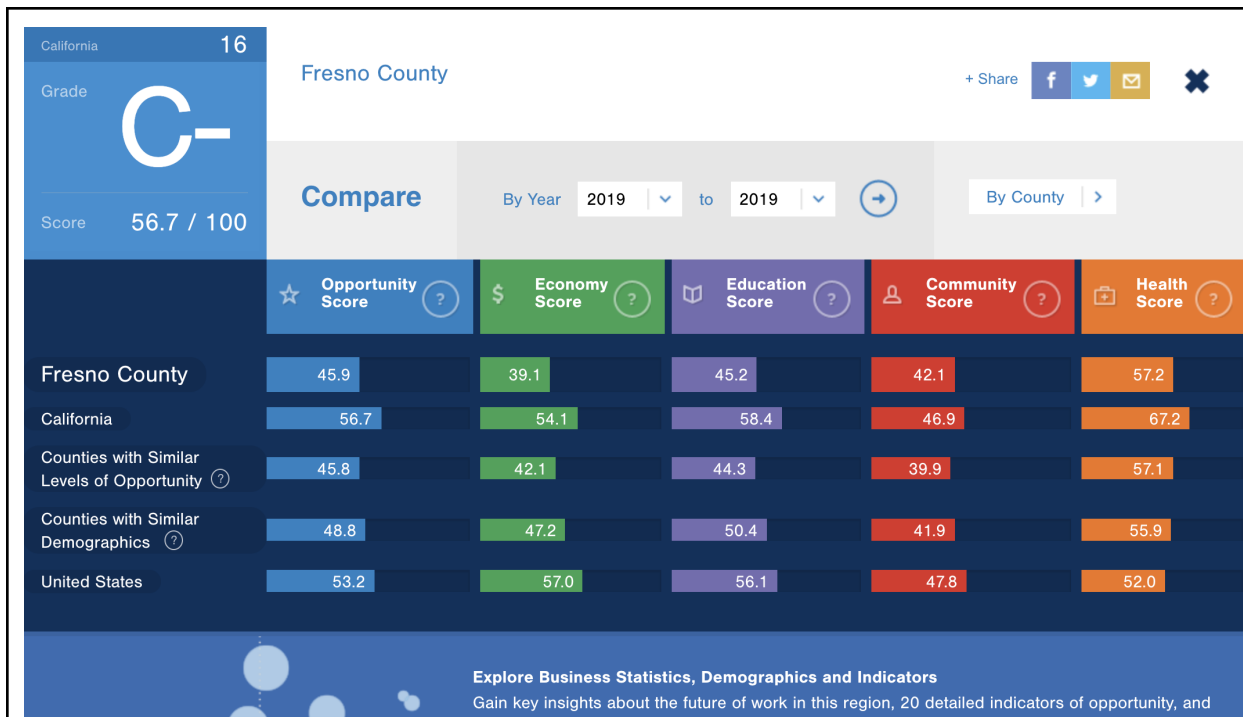 California 16
Grade
C-
Score 56.7 / 100
Fresno County
+ Share f
Compare
By Year 2019 to 2019
By County
Opportunity Score ?
Economy Score ?
Education Score ?
Community Score ?
Health Score ?
Fresno County 45.9 39.1 45.2 42.1 57.2
California 56.7 54.1 58.4 46.9 67.2
Counties with Similar
Levels of Opportunity ? 45.8 42.1 44.3 39.9 57.1
Counties with Similar
Demographics ? 48.8 47.2 50.4 41.9 55.9
United States 53.2 57.0 56.1 47.8 52.0
Explore Business Statistics, Demographics and Indicators
Gain key insights about the future of work in this region, 20 detailed indicators of opportunity, and